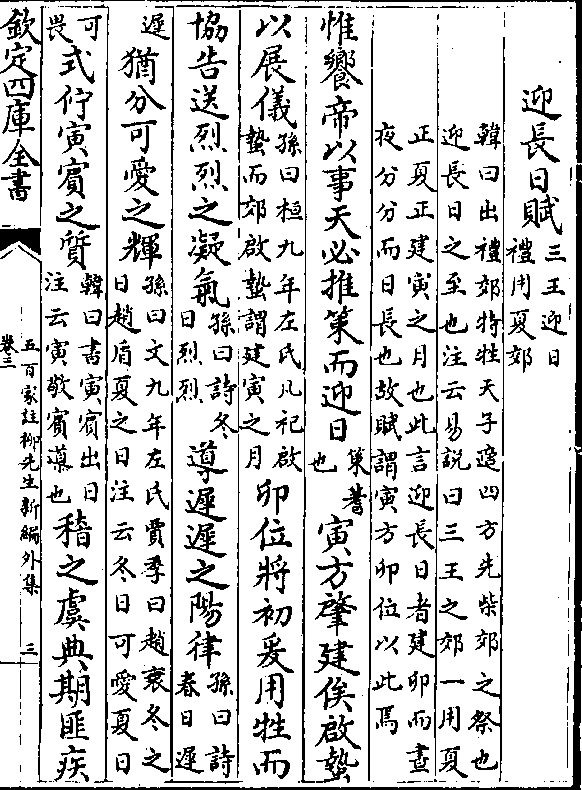 迎長日賦三王迎日
禮用夏郊
韓曰出禮郊特牲天子適四方先柴郊之祭也
迎長日之至也注云易說曰三王之郊一用夏
正夏正建寅之月也此言迎長日者建卯而晝
夜分分而日長也故賦謂寅方卯位以此焉
惟饗帝以事天必推策而迎日策蓍
也寅方肇建俟啟蟄
以展儀孫曰桓九年左氏凡祀啟
蟄而郊啟蟄謂建寅之月卯位將初爰用牲而
協告送烈烈之凝氣孫曰詩冬
日烈烈導遲遲之陽律孫曰詩
春日遲
遲猶分可愛之輝孫曰文九年左氏賈季曰趙衰冬之
日趙盾夏之日注云冬日可愛夏日
可
畏式佇寅賓之質韓曰書寅賓出日
注云寅敬賓導也稽之虞典期匪疾
欽定四庫全書
五百家註柳先生新編外集
卷三
三